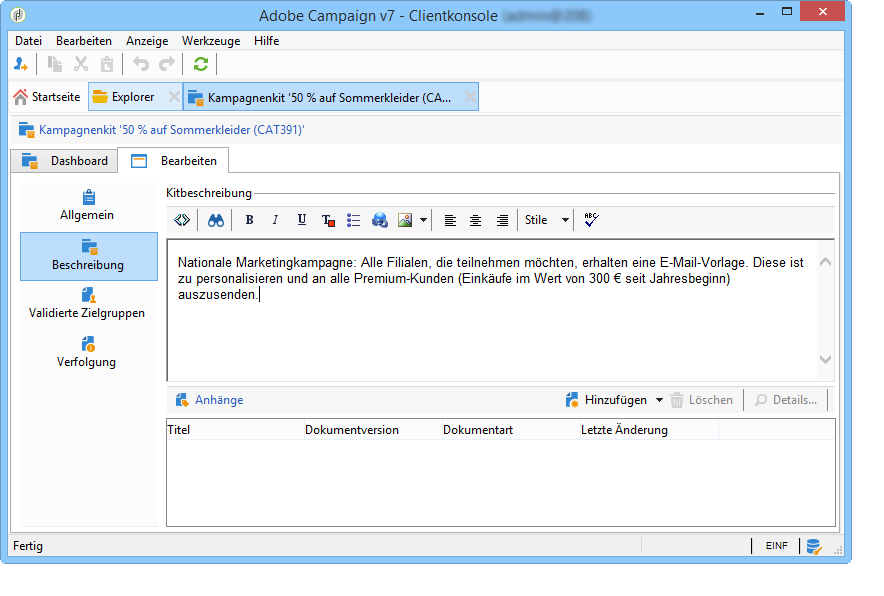 Adobe Campaign v7 - Clientkonsole
Datei Bearbeiten Anzeige Werkzeuge Hilfe
Startseite Explorer Kampagnenkit '50 % auf Sommerkleider (CA...
Kampagnenkit '50 % auf Sommerkleider (CAT391)'
Dashboard Bearbeiten
Allgemein
Beschreibung
Validierte Zielgruppen
Verfolgung
Kitbeschreibung
B I U T Stile ABC
Nationale Marketingkampagne: Alle Filialen, die teilnehmen möchten, erhalten eine E-Mail-Vorlage. Diese ist
zu personalisieren und an alle Premium-Kunden (Einkäufe im Wert von 300 € seit Jahresbeginn)
auszusenden.
Anhänge Hinzufügen Löschen Details...
Titel Dokumentversion Dokumentart Letzte Änderung
Fertig EINF